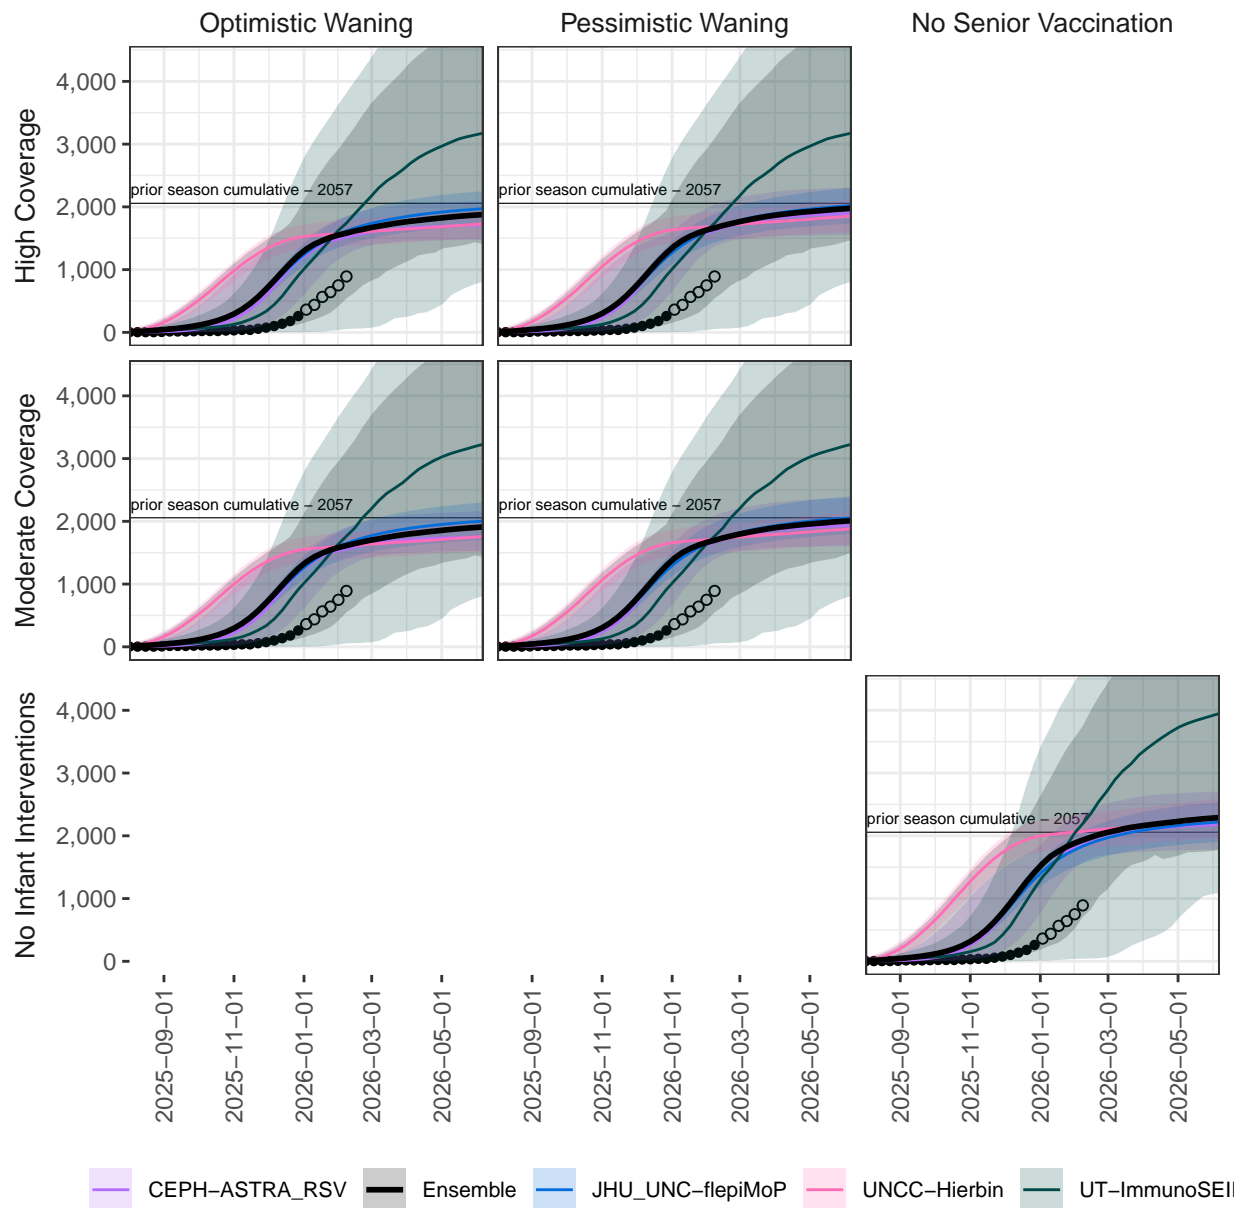 Optimistic Waning
Pessimistic Waning
No Senior Vaccination
High Coverage
4,000
3,000
2,000
1,000
0
prior season cumulative − 2057
prior season cumulative − 2057
Moderate Coverage
4,000
3,000
2,000
1,000
0
prior season cumulative − 2057
prior season cumulative − 2057
No Infant Interventions
4,000
3,000
2,000
1,000
0
prior season cumulative − 2057
2025−09−01
2025−11−01
2026−01−01
2026−03−01
2026−05−01
2025−09−01
2025−11−01
2026−01−01
2026−03−01
2026−05−01
2025−09−01
2025−11−01
2026−01−01
2026−03−01
2026−05−01
CEPH−ASTRA_RSV
Ensemble
JHU_UNC−flepiMoP
UNCC−Hierbin
UT−ImmunoSEI